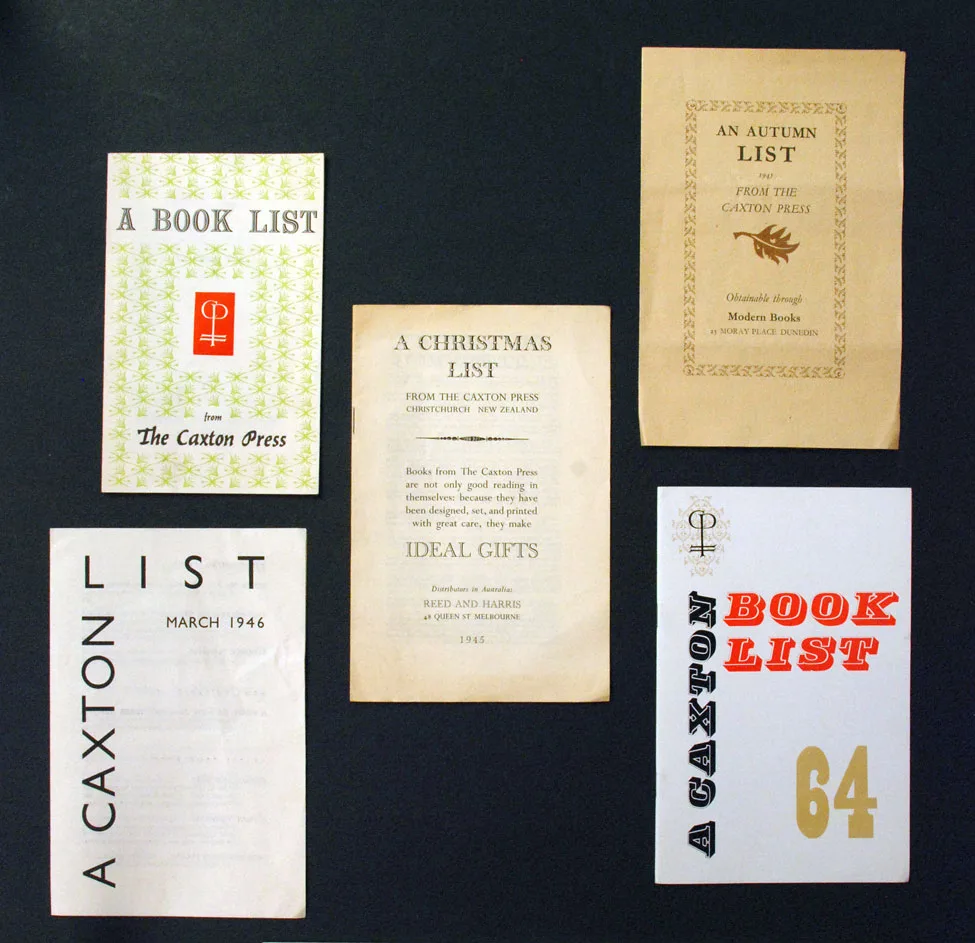 A BOOK LIST
from
The Caxton Press
A CAXTON
LIST
MARCH 1946
A CHRISTMAS
LIST
FROM THE CAXTON PRESS
CHRISTCHURCH NEW ZEALAND
Books from The Caxton Press
are not only good reading in
themselves: because they have
been designed, set, and printed
with great care, they make
IDEAL GIFTS
Distributors in Australia:
REED AND HARRIS
48 QUEEN ST MELBOURNE
1945
AN AUTUMN
LIST
FROM THE
CAXTON PRESS
Obtainable through
Modern Books
MORAY PLACE DUNEDIN
A CAXTON
BOOK
LIST
64